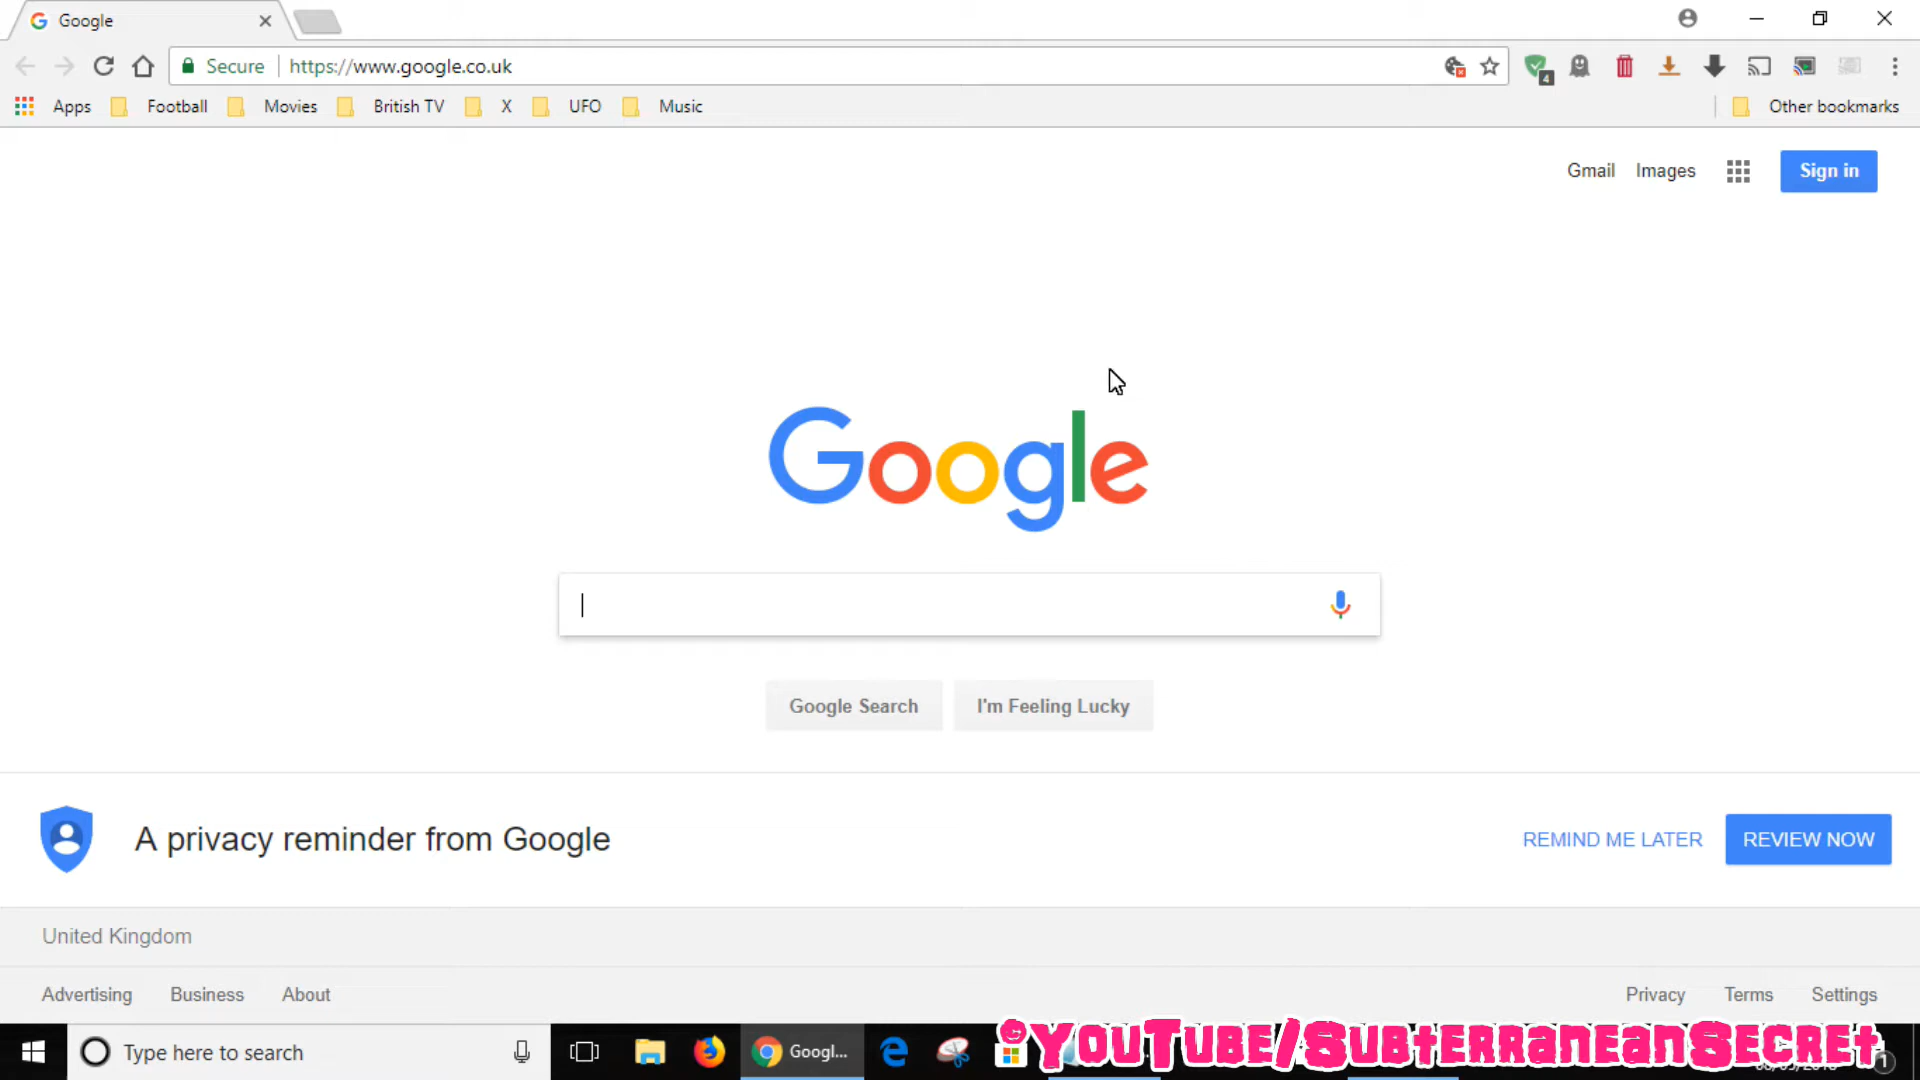 Google
Secure https://www.google.co.uk
4
Apps Football Movies British TV X UFO Music Other bookmarks
Gmail Images Sign in
Google
Google Search I'm Feeling Lucky
A privacy reminder from Google REMIND ME LATER REVIEW NOW
United Kingdom
Advertising Business About Privacy Terms Settings
Type here to search Googl... @YouTube/SubterraneanSecret 1